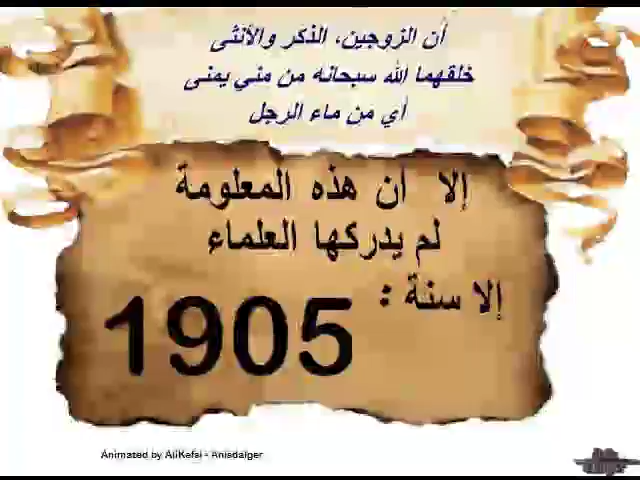 أن الزوجين، الذكر والأنثى
خلقهما الله سبحانه من مني يمنى
أي من ماء الرجل
إلا أن هذه المعلومة
لم يدركها العلماء
إلا سنة :
1905
Animated by AliKefsi - Anisdalger